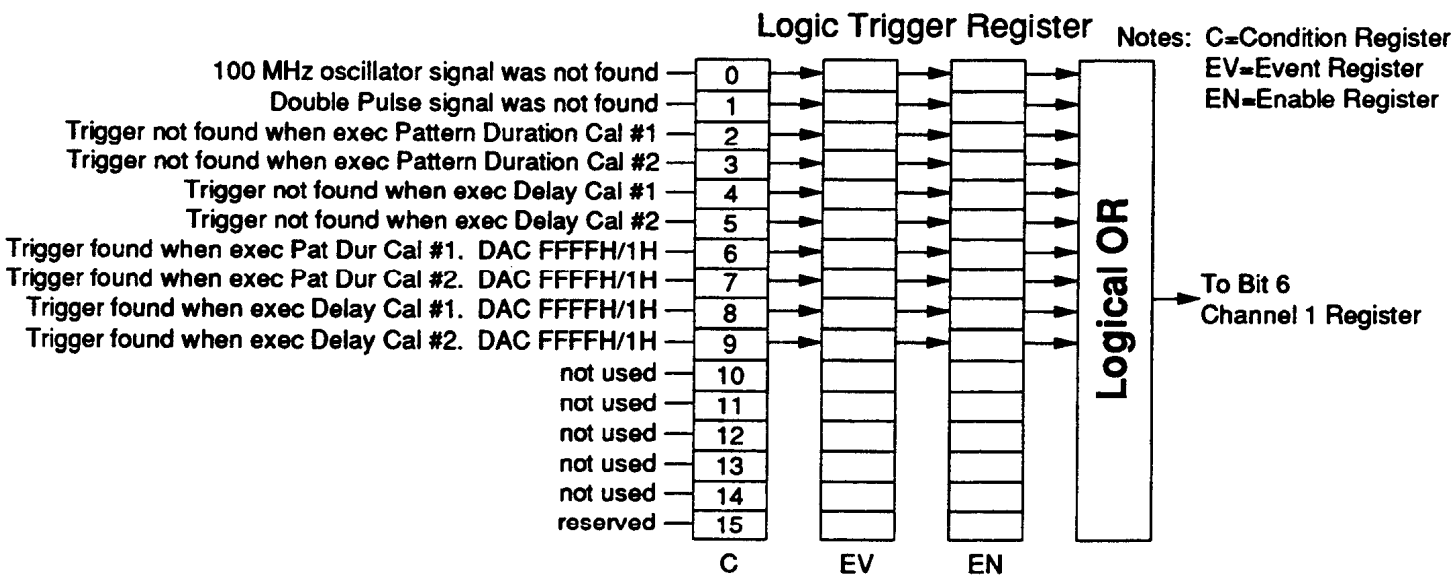 Logic Trigger Register
Notes: C=Condition Register
EV=Event Register
EN=Enable Register
100 MHz oscillator signal was not found 0
Double Pulse signal was not found 1
Trigger not found when exec Pattern Duration Cal #1 2
Trigger not found when exec Pattern Duration Cal #2 3
Trigger not found when exec Delay Cal #1 4
Trigger not found when exec Delay Cal #2 5
Trigger found when exec Pat Dur Cal #1. DAC FFFFH/1H 6
Trigger found when exec Pat Dur Cal #2. DAC FFFFH/1H 7
Trigger found when exec Delay Cal #1. DAC FFFFH/1H 8
Trigger found when exec Delay Cal #2. DAC FFFFH/1H 9
not used 10
not used 11
not used 12
not used 13
not used 14
reserved 15
C EV EN
Logical OR
To Bit 6
Channel 1 Register